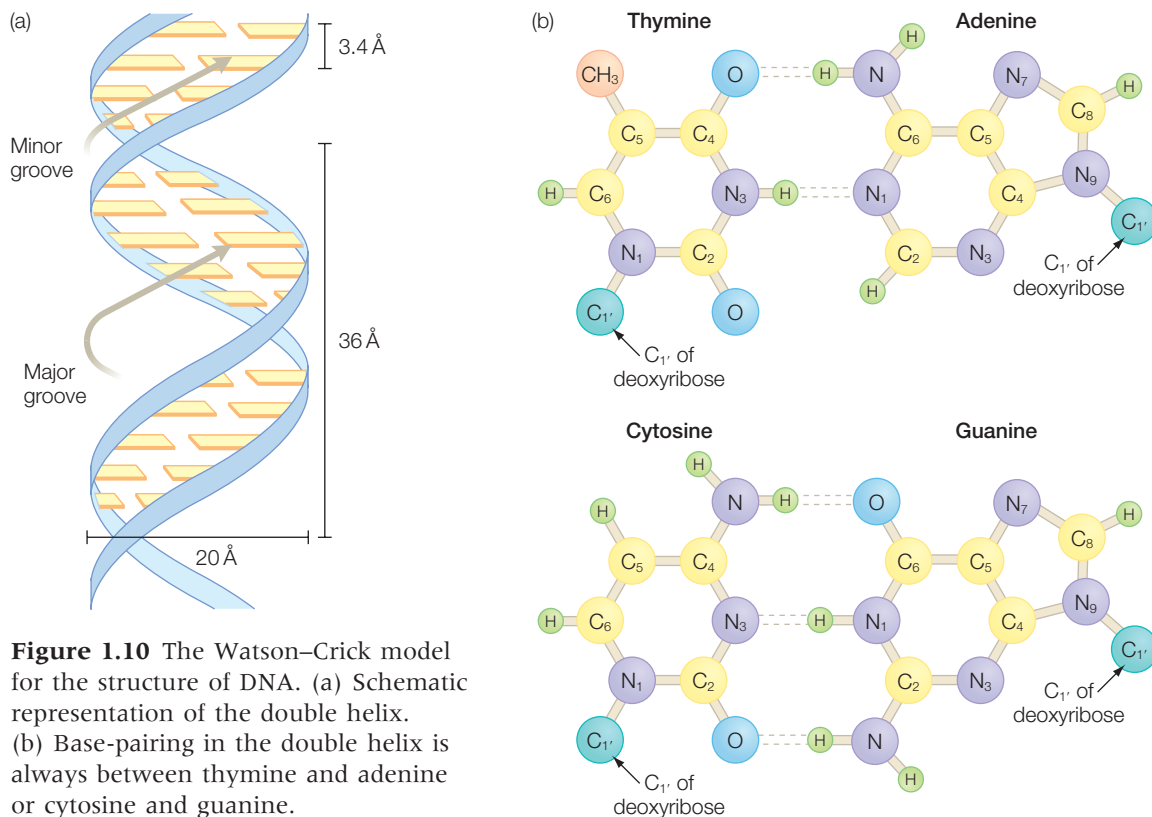 (a)
3.4 Å
Minor
groove
36 Å
Major
groove
20 Å
Figure 1.10 The Watson–Crick model
for the structure of DNA. (a) Schematic
representation of the double helix.
(b) Base-pairing in the double helix is
always between thymine and adenine
or cytosine and guanine.
(b)
Thymine
Adenine
H
H
CH3
O
H
N
N7
H
C8
C5
C4
C6
C5
H
C6
N3
H
N1
C4
N9
C1′
N1
C2
C2
N3
H
C1′ of
deoxyribose
C1′
O
C1′ of
deoxyribose
Cytosine
Guanine
H
H
N
H
O
N7
H
C8
C5
C4
C6
C5
H
C6
N3
H
N1
C4
N9
C1′
N1
C2
C2
N3
C1′ of
deoxyribose
C1′
O
H
N
H
C1′ of
deoxyribose